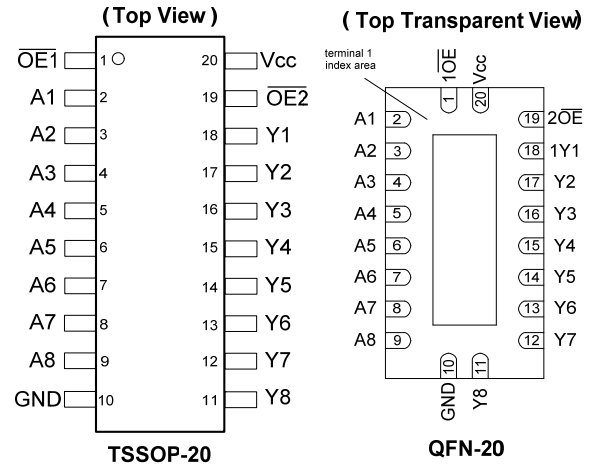 (Top View)
OE1 1 20 Vcc
A1 2 19 OE2
A2 3 18 Y1
A3 4 17 Y2
A4 5 16 Y3
A5 6 15 Y4
A6 7 14 Y5
A7 8 13 Y6
A8 9 12 Y7
GND 10 11 Y8
TSSOP-20
(Top Transparent View)
terminal 1
index area
1OE Vcc
1 20
A1 2 19 2OE
A2 3 18 1Y1
A3 4 17 Y2
A4 5 16 Y3
A5 6 15 Y4
A6 7 14 Y5
A7 8 13 Y6
A8 9 12 Y7
10 11
GND Y8
QFN-20